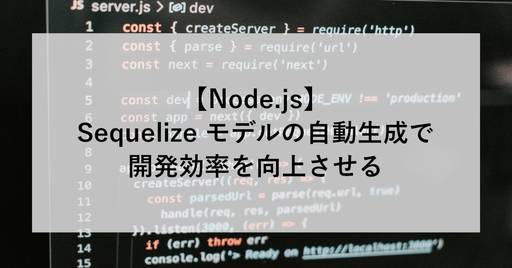 JS server.js > [ø] dev
1 const { createServer } = require('http')
2 const { parse } = require('url')
3 const next = require('next')
4
5 const dev NODE_ENV !== 'production'
6 const app = next({ dev })
【Node.js】
Sequelize モデルの自動生成で
開発効率を向上させる
7
8
9
10 createServer((req, res) =>
11 const parsedUrl = parse(req.url, true)
12 handle(req, res, parsedUrl)
13 }).listen(3000, (err) => {
14 if (err) throw err
15 console.log('> Ready on http://localhost:3000')